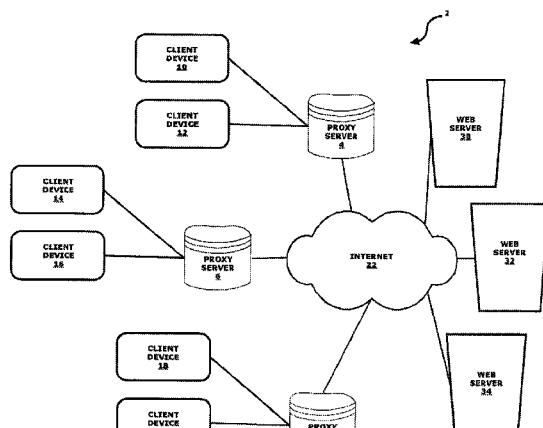 2
CLIENT
DEVICE
10
CLIENT
DEVICE
12
PROXY
SERVER
4
WEB
SERVER
30
CLIENT
DEVICE
14
CLIENT
DEVICE
16
PROXY
SERVER
6
INTERNET
22
WEB
SERVER
32
CLIENT
DEVICE
18
CLIENT
DEVICE
PROXY
WEB
SERVER
34